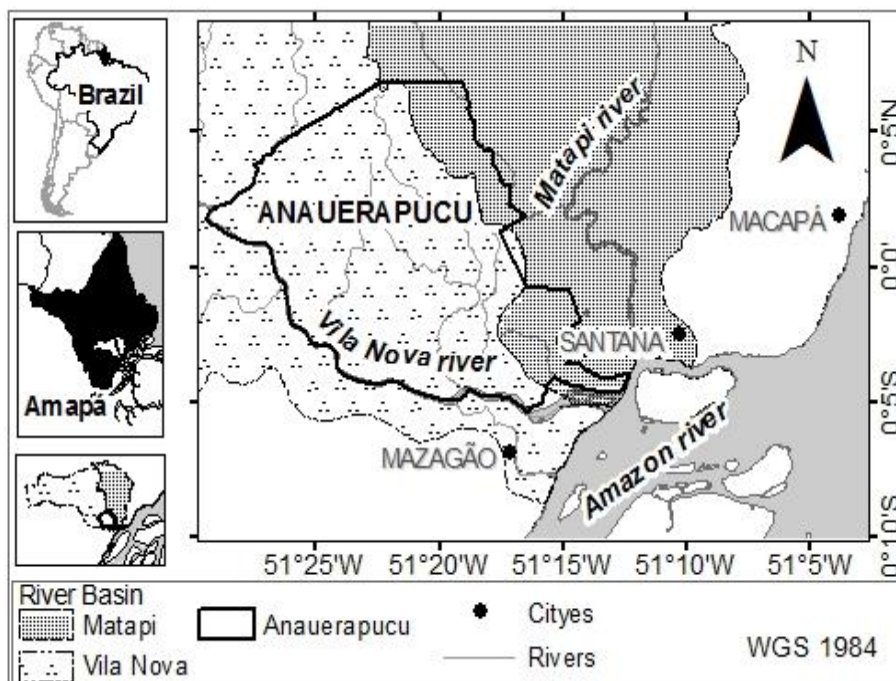 Brazil
Amapá
N
Matapi river
ANAUERAPUCU
MACAPÁ
Vila Nova river
SANTANA
MAZAGÃO
Amazon river
0°5'N
0°0'
0°5'S
0°10'S
51°25'W 51°20'W 51°15'W 51°10'W 51°5'W
River Basin
Matapi
Vila Nova
Anauerapucu
Cityes
Rivers
WGS 1984